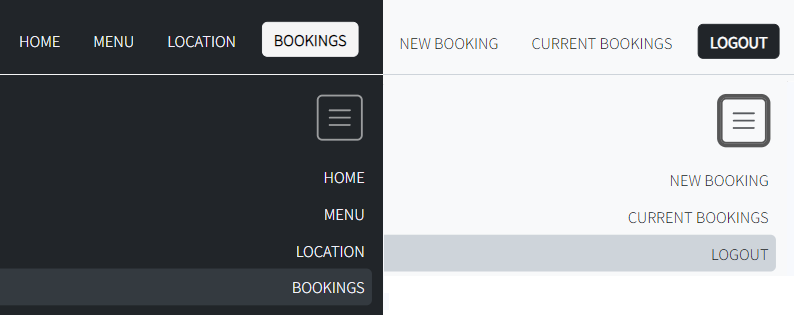 HOME MENU LOCATION BOOKINGS
NEW BOOKING CURRENT BOOKINGS LOGOUT
HOME
MENU
LOCATION
BOOKINGS
NEW BOOKING
CURRENT BOOKINGS
LOGOUT